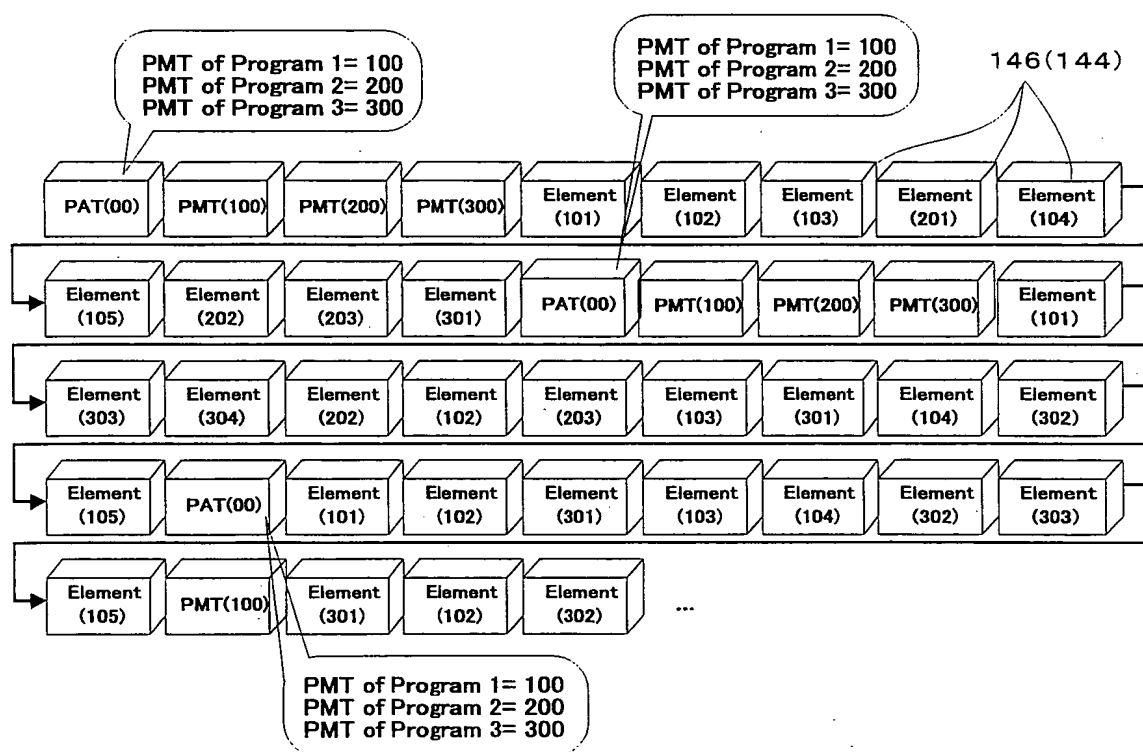 PMT of Program 1= 100
PMT of Program 2= 200
PMT of Program 3= 300
PMT of Program 1= 100
PMT of Program 2= 200
PMT of Program 3= 300
146(144)
PAT(00) PMT(100) PMT(200) PMT(300) Element (101) Element (102) Element (103) Element (201) Element (104)
Element (105) Element (202) Element (203) Element (301) PAT(00) PMT(100) PMT(200) PMT(300) Element (101)
Element (303) Element (304) Element (202) Element (102) Element (203) Element (103) Element (301) Element (104) Element (302)
Element (105) PAT(00) Element (101) Element (102) Element (301) Element (103) Element (104) Element (302) Element (303)
Element (105) PMT(100) Element (301) Element (102) Element (302) ...
PMT of Program 1= 100
PMT of Program 2= 200
PMT of Program 3= 300